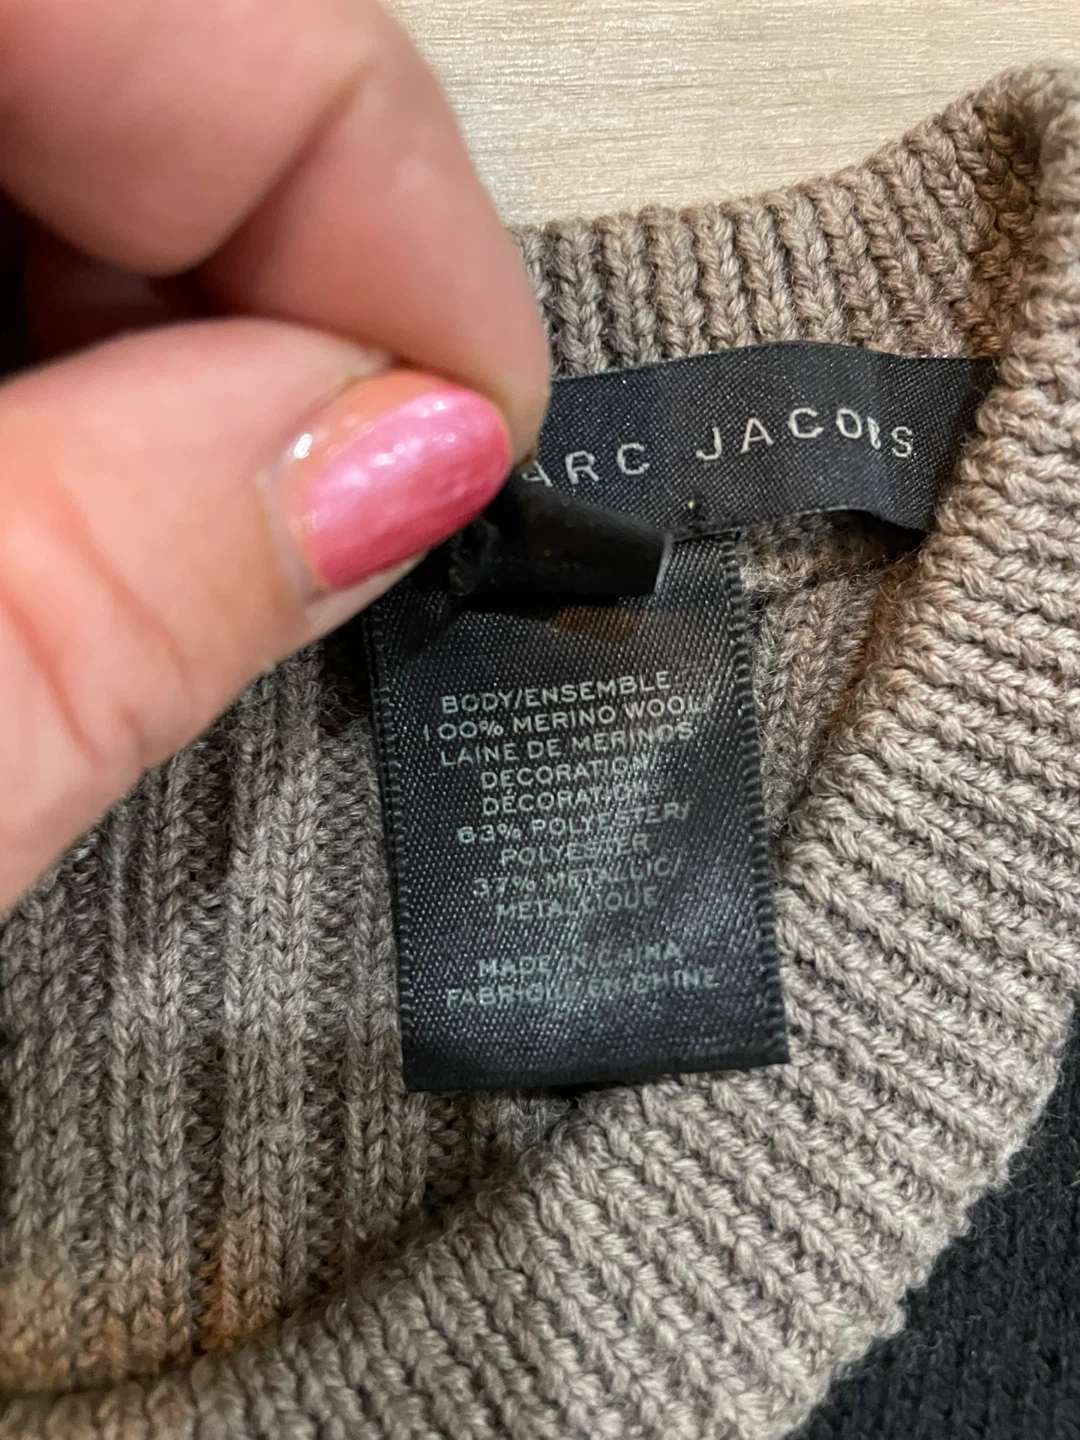 ARC JACOBS
BODY/ENSEMBLE:
100% MERINO WOOL
LAINE DE MERINOS
DECORATION/
DÉCORATION:
63% POLYESTER/
POLYESTER
37% METALLIC/
METALLIQUE
MADE IN CHINA
FABRIQUÉ EN CHINE